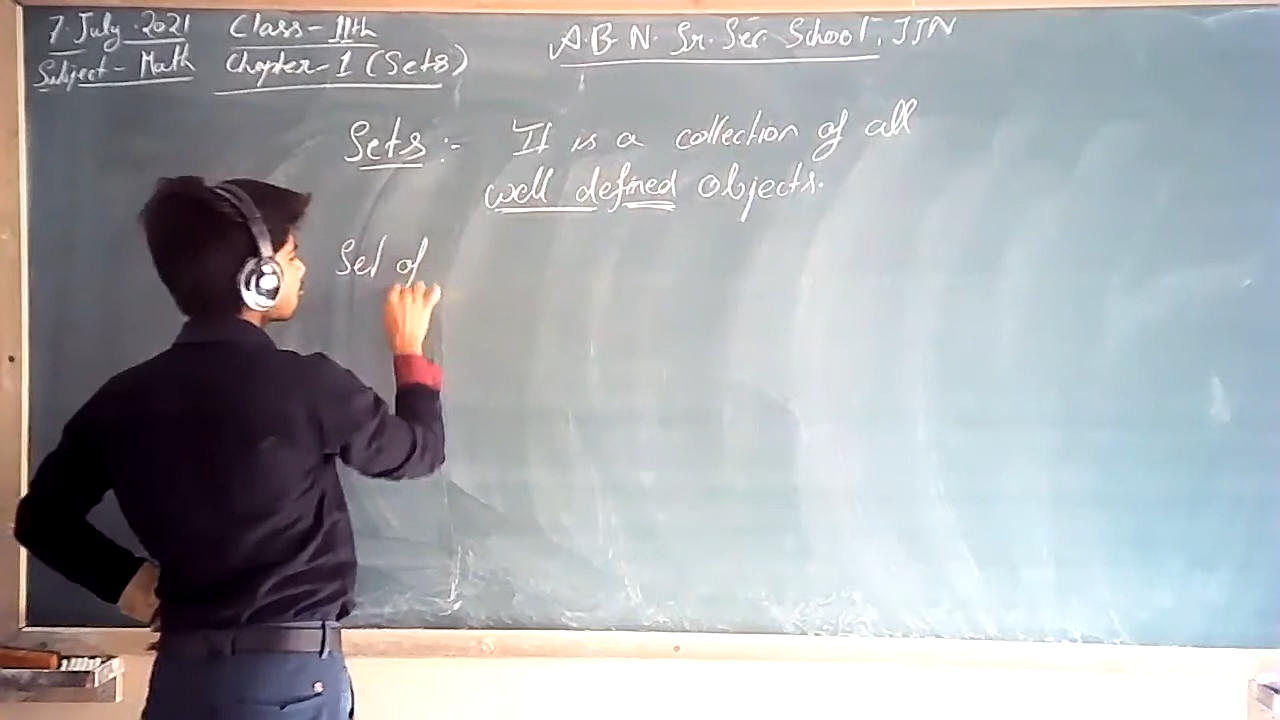 7. July. 2021 Class - 11th A.B.N. Sr. Sec. School, JJN
Subject - Math Chapter - 1 (Sets)
Sets :- It is a collection of all
well defined objects.
Set of